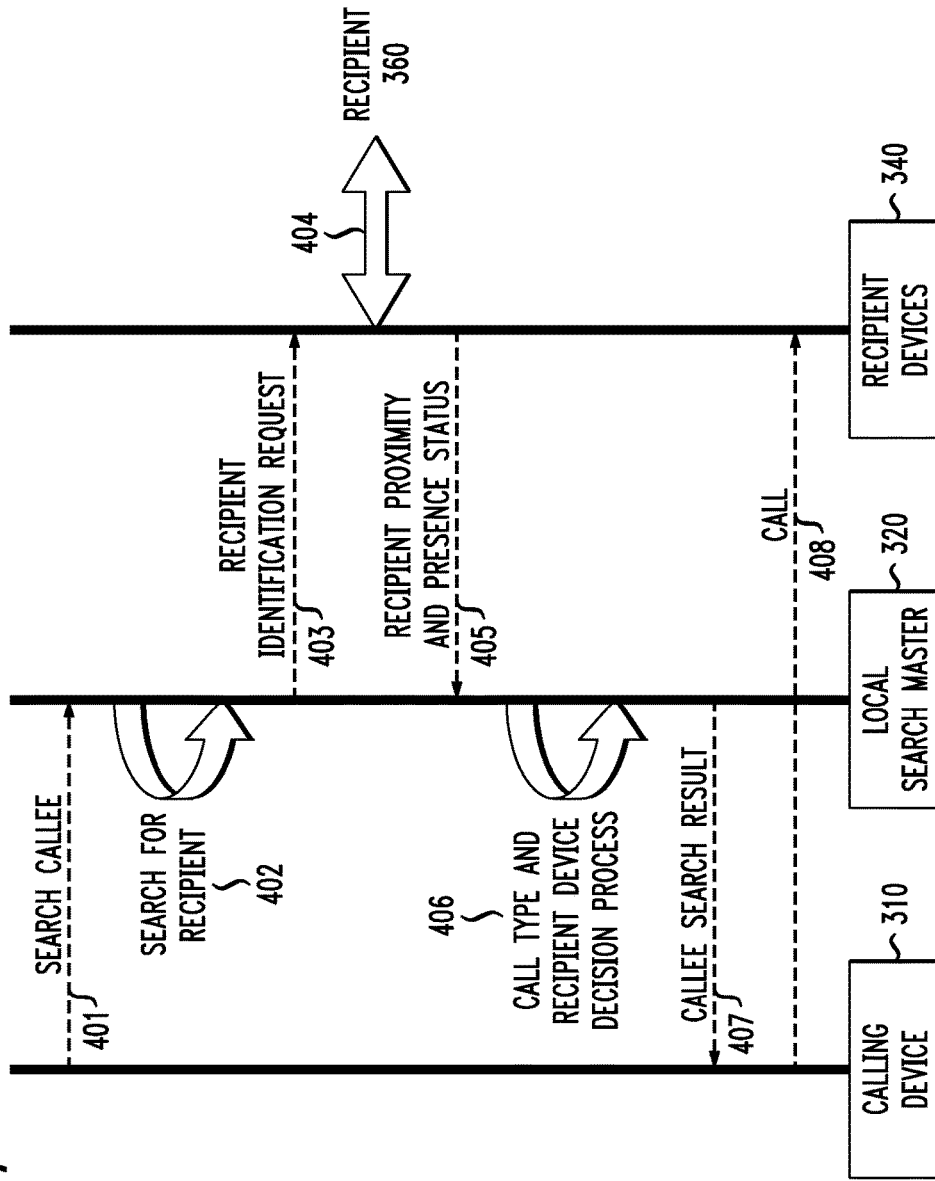 SEARCH CALLEE
401
SEARCH FOR
RECIPIENT
402
RECIPIENT
IDENTIFICATION REQUEST
403
404
RECIPIENT
360
RECIPIENT PROXIMITY
AND PRESENCE STATUS
405
406
CALL TYPE AND
RECIPIENT DEVICE
DECISION PROCESS
CALLEE SEARCH RESULT
407
CALL
408
CALLING
DEVICE
310
LOCAL
SEARCH MASTER
320
RECIPIENT
DEVICES
340